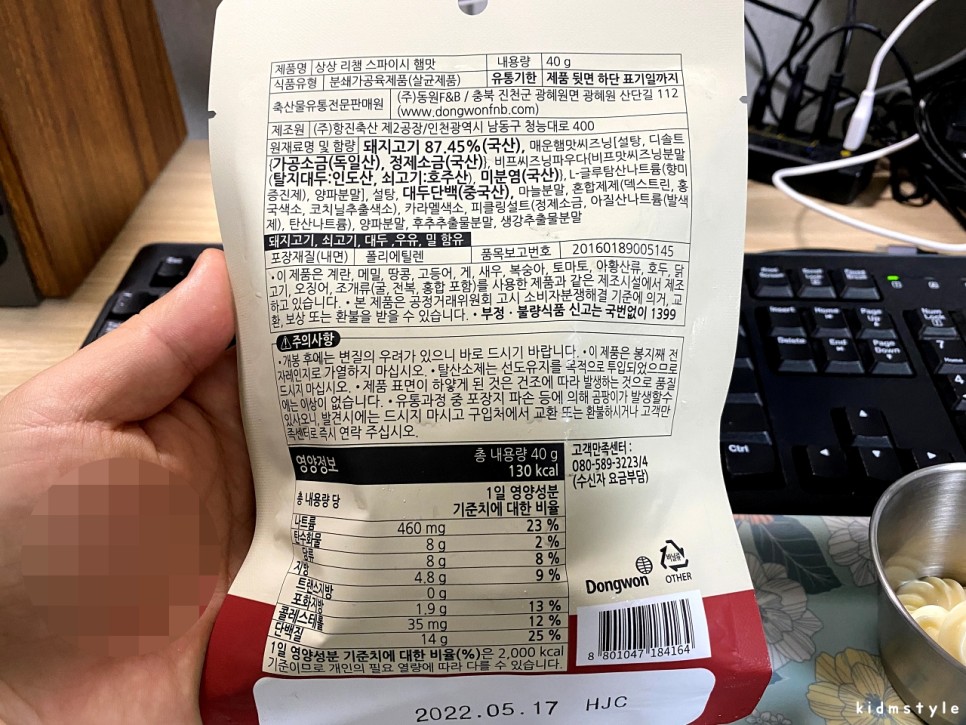 제품명 상상 리챔 스파이시 햄맛 내용량 40 g
식품유형 분쇄가공육제품(살균제품) 유통기한 제품 뒷면 하단 표기일까지
축산물유통전문판매원 (주)동원F&B / 충북 진천군 광혜원면 광혜원 산단길 112
(www.dongwonfnb.com)
제조원 (주)황진축산 제2공장/인천광역시 남동구 청능대로 400
원재료명 및 함량 돼지고기 87.45%(국산), 매운햄맛씨즈닝[설탕, 디솔트
(가공소금(독일산), 정제소금(국산)), 비프씨즈닝파우다(비프맛씨즈닝분말
(탈지대두:인도산, 쇠고기:호주산), 미분염(국산)), L-글루탐산나트륨(향미
증진제), 양파분말], 설탕, 대두단백(중국산), 마늘분말, 혼합제제(덱스트린, 홍
국색소, 코치닐추출색소), 카라멜색소, 피클링설트(정제소금, 아질산나트륨(발색
제), 탄산나트륨), 양파분말, 후추추출물분말, 생강추출물분말
돼지고기, 쇠고기, 대두 ,우유, 밀 함유
포장재질(내면) 폴리에틸렌 품목보고번호 20160189005145
•이 제품은 계란, 메밀, 땅콩, 고등어, 게, 새우, 복숭아, 토마토, 아황산류, 호두, 닭
고기, 오징어, 조개류(굴, 전복, 홍합 포함)를 사용한 제품과 같은 제조시설에서 제조
하고 있습니다. • 본 제품은 공정거래위원회 고시 소비자분쟁해결 기준에 의거, 교
환, 보상 또는 환불을 받을 수 있습니다. • 부정 · 불량식품 신고는 국번없이 1399
주의사항
•개봉 후에는 변질의 우려가 있으니 바로 드시기 바랍니다. •이 제품은 봉지째 전
자레이지로 가열하지 마십시오. • 탈산소제는 선도유지를 목적으로 투입되었으므로
드시지 마십시오. • 제품 표면이 하얗게 된 것은 건조에 따라 발생하는 것으로 품질
에는 이상이 없습니다. •유통과정 중 포장지 파손 등에 의해 곰팡이가 발생할수
있사오니, 발견시에는 드시지 마시고 구입처에서 교환 또는 환불하시거나 고객만
족센터로 즉시 연락 주십시오.
영양정보 총 내용량 40 g
130 kcal
총 내용량 당 1일 영양성분
기준치에 대한 비율
나트륨 460 mg 23 %
탄수화물 8 g 2 %
당류 8 g 8 %
지방 4.8 g 9 %
트랜스지방 0 g
포화지방 1.9 g 13 %
콜레스테롤 35 mg 12 %
단백질 14 g 25 %
1일 영양성분 기준치에 대한 비율(%)은 2,000 kcal
기준이므로 개인의 필요 열량에 따라 다를 수 있습니다.
고객만족센터 :
080-589-3223/4
(수신자 요금부담)
Dongwon
비닐류
OTHER
8 801047 184164
2022.05.17 HJC
Insert Home Page Up Num Lock
Delete End Page Down
7 Home
4
Ctrl
kidmstyle